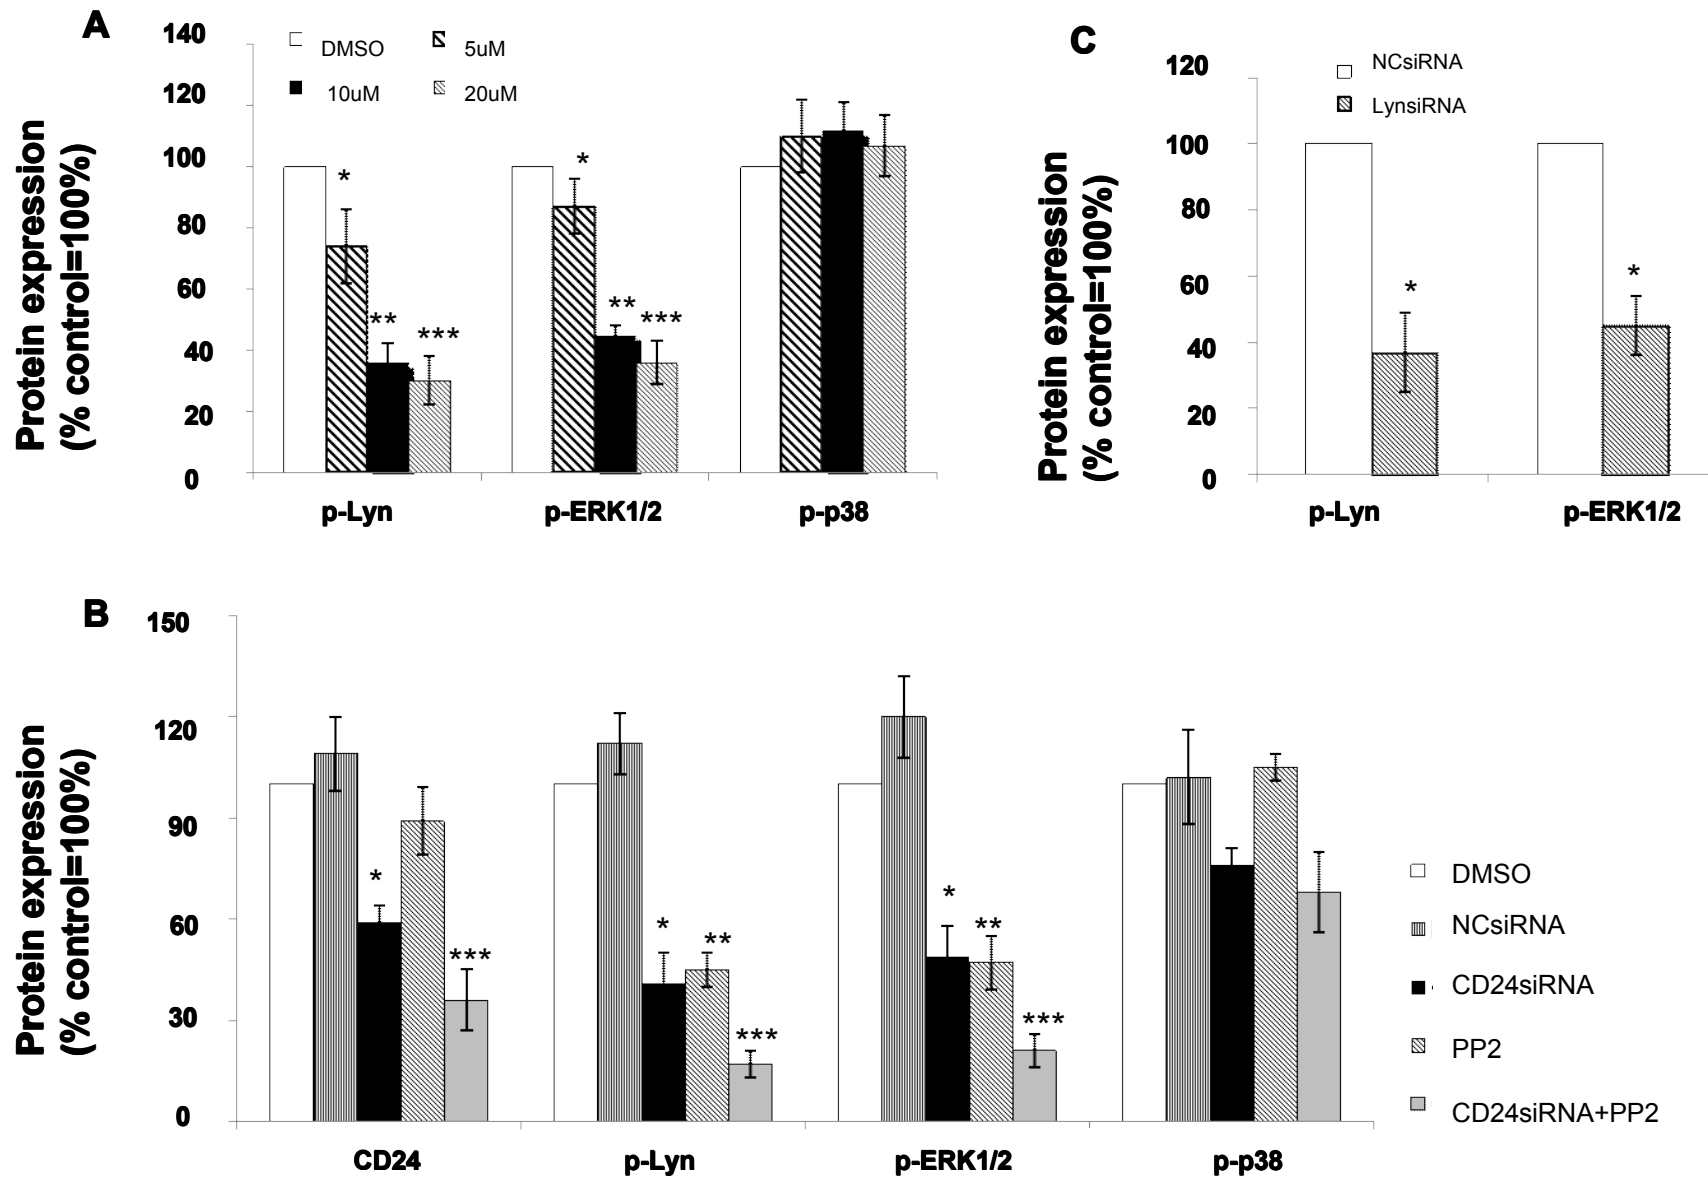 A
Protein expression
(% control=100%)
140
120
100
80
60
40
20
0
DMSO
5uM
10uM
20uM
*
**
***
*
**
***
p-Lyn
p-ERK1/2
p-p38
C
Protein expression
(% control=100%)
120
100
80
60
40
20
0
NCsiRNA
LynsiRNA
*
*
p-Lyn
p-ERK1/2
B
Protein expression
(% control=100%)
150
120
90
60
30
0
*
***
*
**
***
*
**
***
CD24
p-Lyn
p-ERK1/2
p-p38
DMSO
NCsiRNA
CD24siRNA
PP2
CD24siRNA+PP2